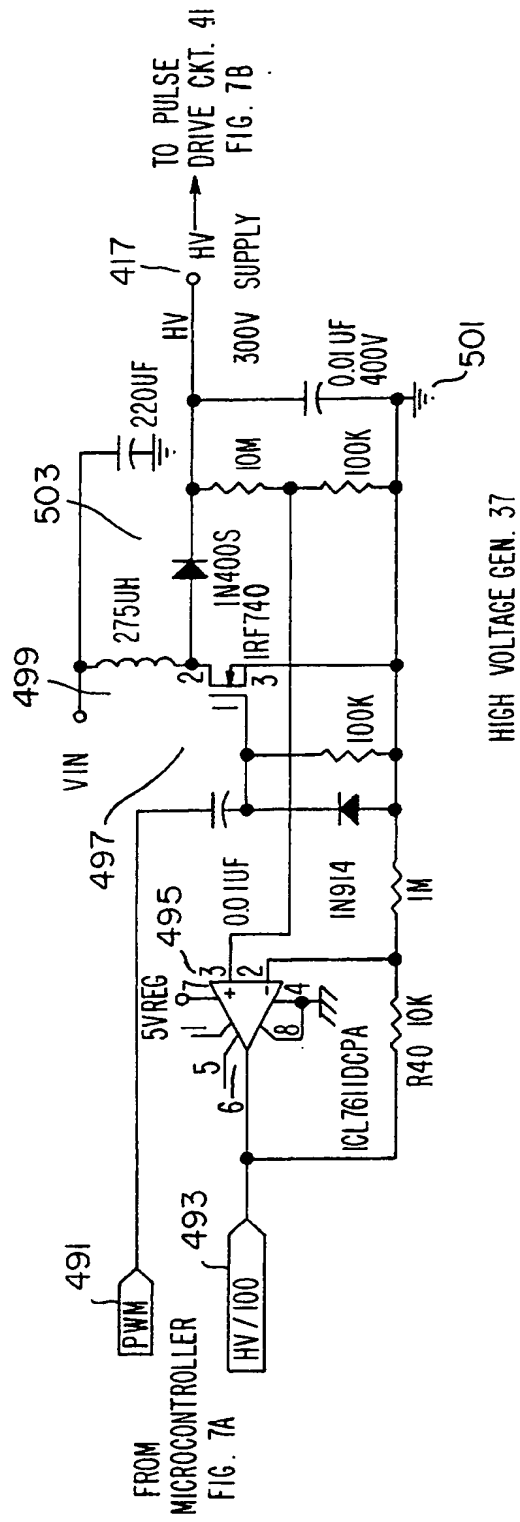 FROM
MICROCONTROLLER
FIG. 7A
491
PWM
493
HV/100
5VREG
495
7
3
+
1
5
6
2
-
4
8
ICL7611DCPA
R40 10K
1M
0.01UF
497
1N914
100K
VIN
499
275UH
503
220UF
2
1
3
IRF740
1N400S
10M
100K
HV
417
300V SUPPLY
0.01UF
400V
501
HV
TO PULSE
DRIVE CKT. 41
FIG. 7B
HIGH VOLTAGE GEN. 37